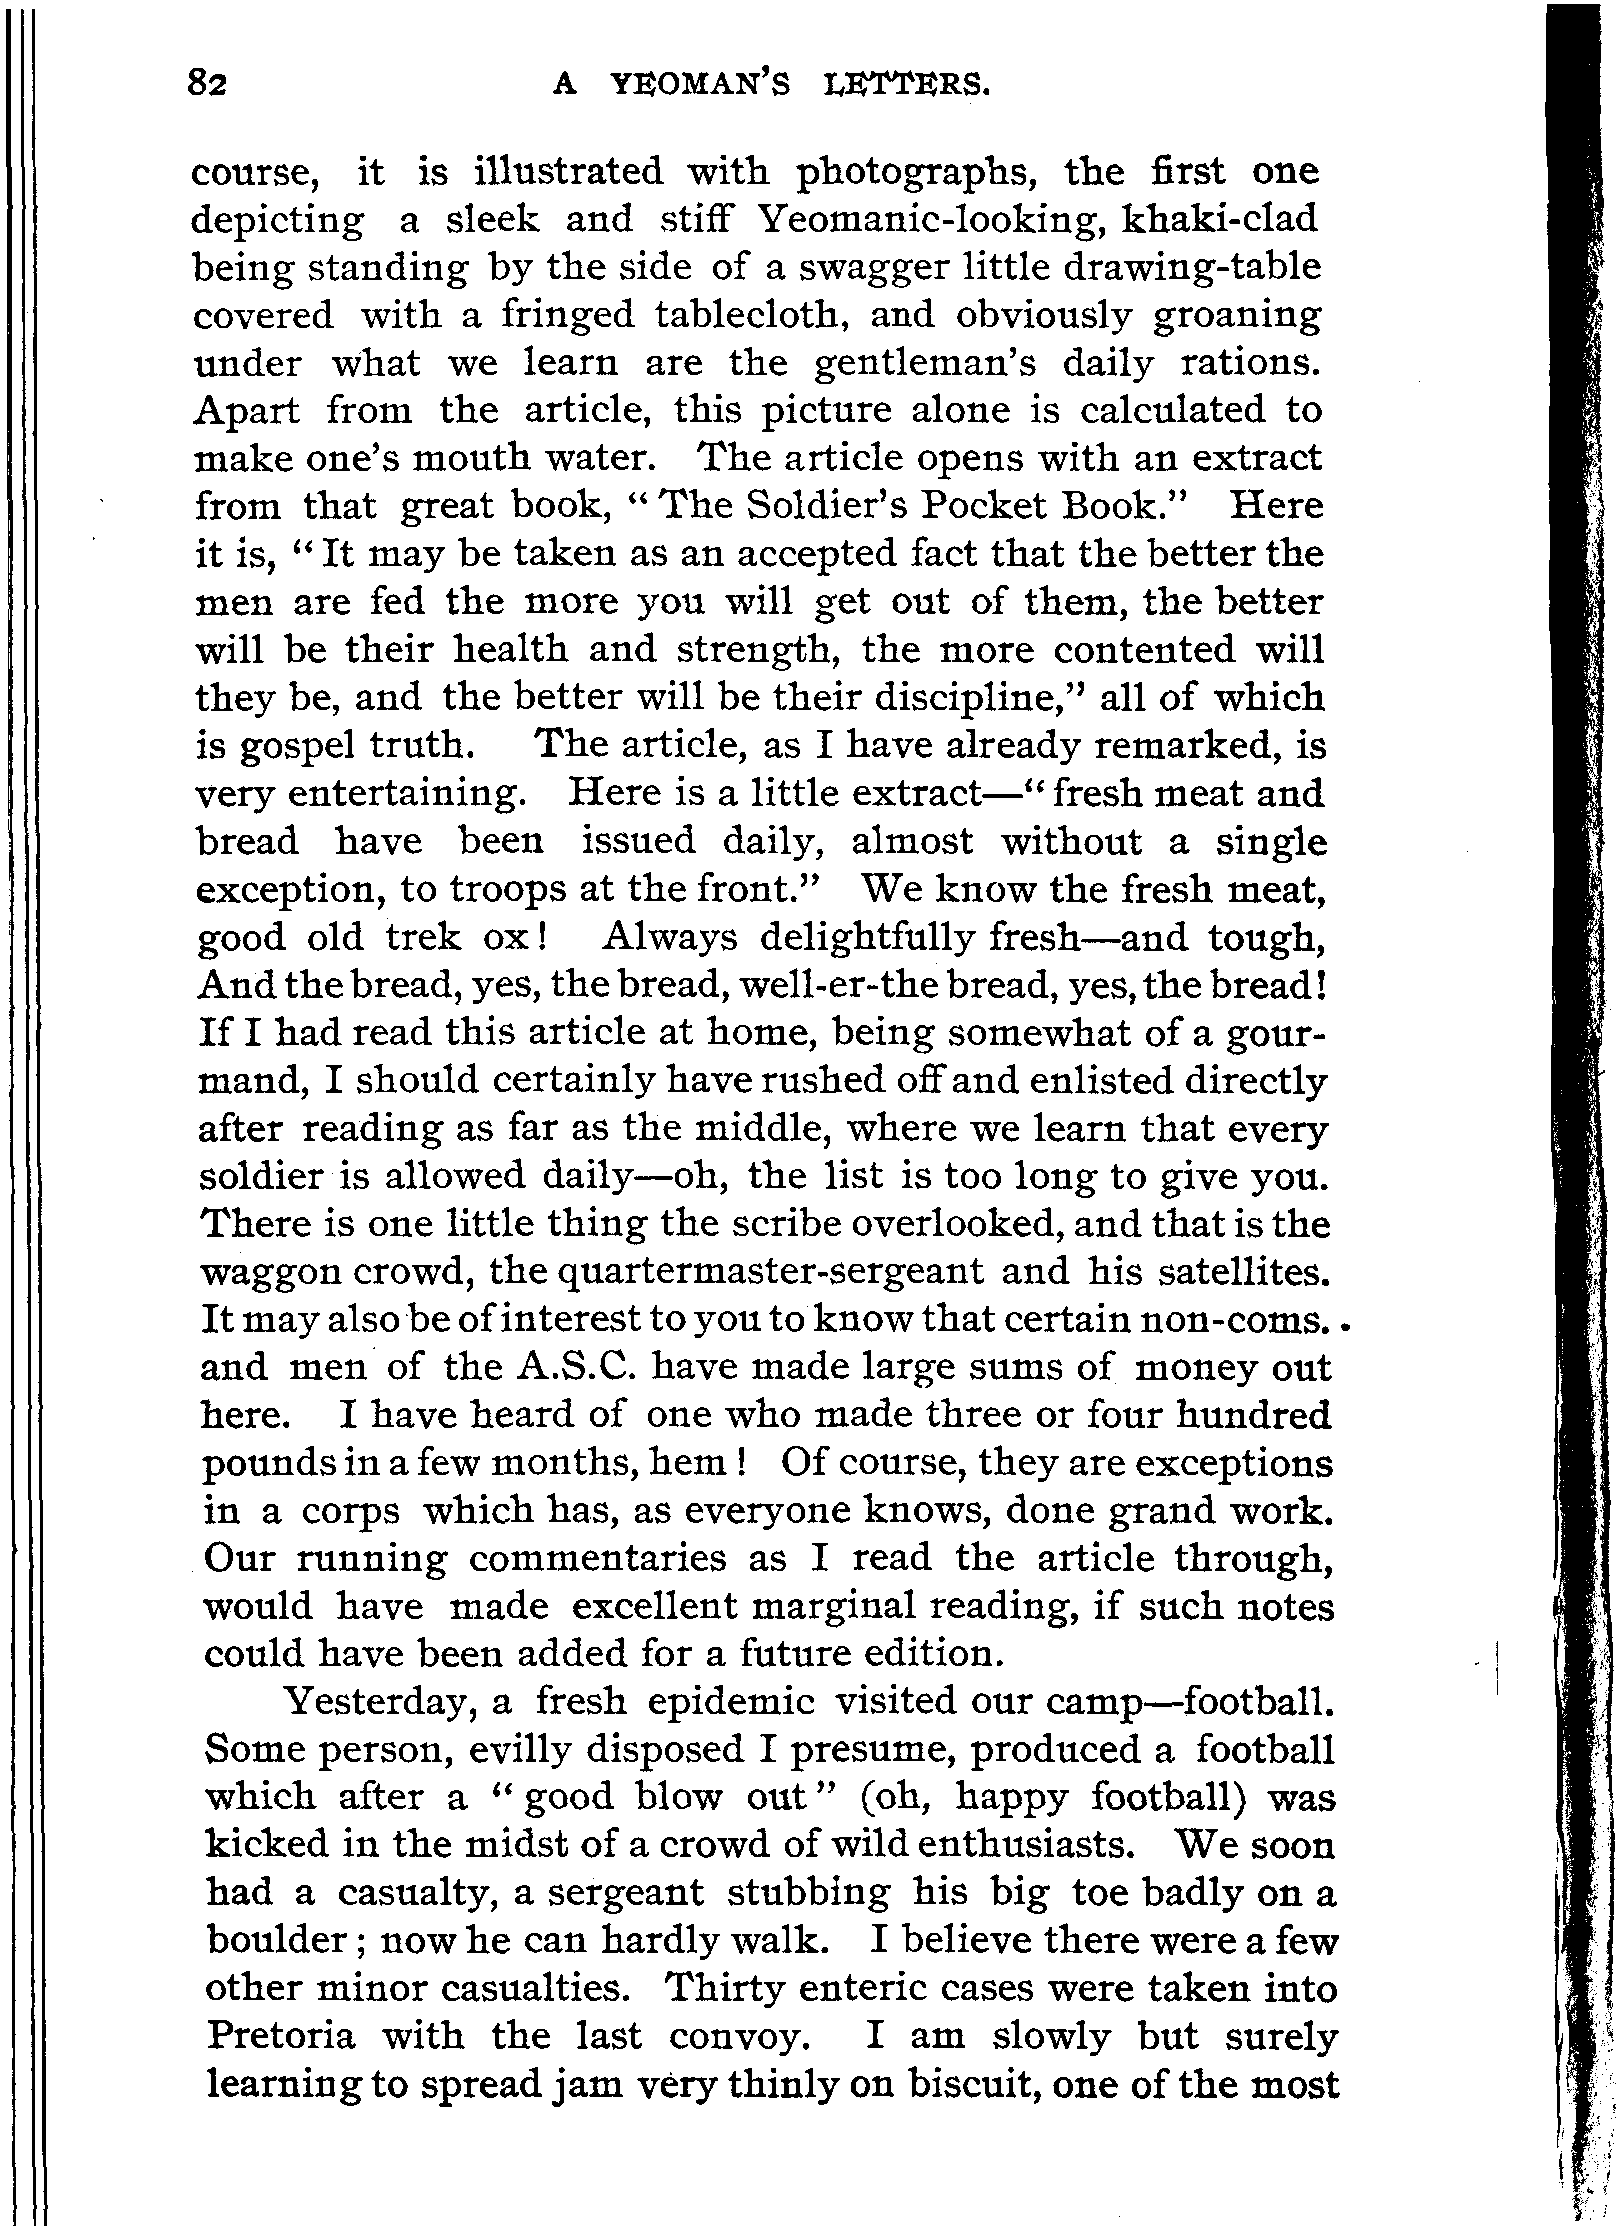 82 A YEOMAN'S LETTERS.
course, it is illustrated with photographs, the first one
depicting a sleek and stiff Yeomanic-looking, khaki-clad
being standing by the side of a swagger little drawing-table
covered with a fringed tablecloth, and obviously groaning
under what we learn are the gentleman's daily rations.
Apart from the article, this picture alone is calculated to
make one's mouth water. The article opens with an extract
from that great book, "The Soldier's Pocket Book." Here
it is, "It may be taken as an accepted fact that the better the
men are fed the more you will get out of them, the better
will be their health and strength, the more contented will
they be, and the better will be their discipline," all of which
is gospel truth. The article, as I have already remarked, is
very entertaining. Here is a little extract—"fresh meat and
bread have been issued daily, almost without a single
exception, to troops at the front." We know the fresh meat,
good old trek ox! Always delightfully fresh—and tough,
And the bread, yes, the bread, well-er-the bread, yes, the bread!
If I had read this article at home, being somewhat of a gour-
mand, I should certainly have rushed off and enlisted directly
after reading as far as the middle, where we learn that every
soldier is allowed daily—oh, the list is too long to give you.
There is one little thing the scribe overlooked, and that is the
waggon crowd, the quartermaster-sergeant and his satellites.
It may also be of interest to you to know that certain non-coms. .
and men of the A.S.C. have made large sums of money out
here. I have heard of one who made three or four hundred
pounds in a few months, hem! Of course, they are exceptions
in a corps which has, as everyone knows, done grand work.
Our running commentaries as I read the article through,
would have made excellent marginal reading, if such notes
could have been added for a future edition.
Yesterday, a fresh epidemic visited our camp—football.
Some person, evilly disposed I presume, produced a football
which after a "good blow out" (oh, happy football) was
kicked in the midst of a crowd of wild enthusiasts. We soon
had a casualty, a sergeant stubbing his big toe badly on a
boulder; now he can hardly walk. I believe there were a few
other minor casualties. Thirty enteric cases were taken into
Pretoria with the last convoy. I am slowly but surely
learning to spread jam very thinly on biscuit, one of the most